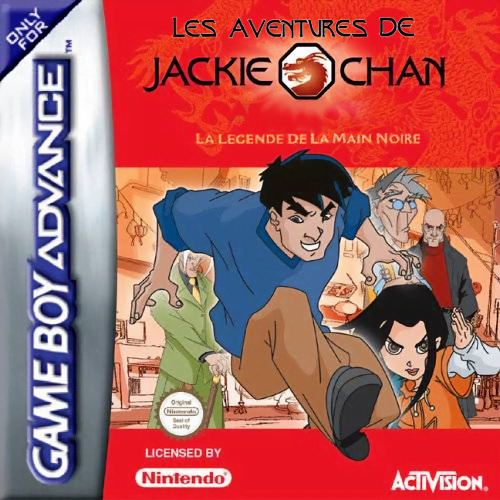 ONLY
FOR
GAME BOY ADVANCE™
LES AVENTURES DE
JACKIE CHAN
LA LEGENDE DE LA MAIN NOIRE
Original
Nintendo
Seal of
Quality
LICENSED BY
Nintendo
ACTIVISION